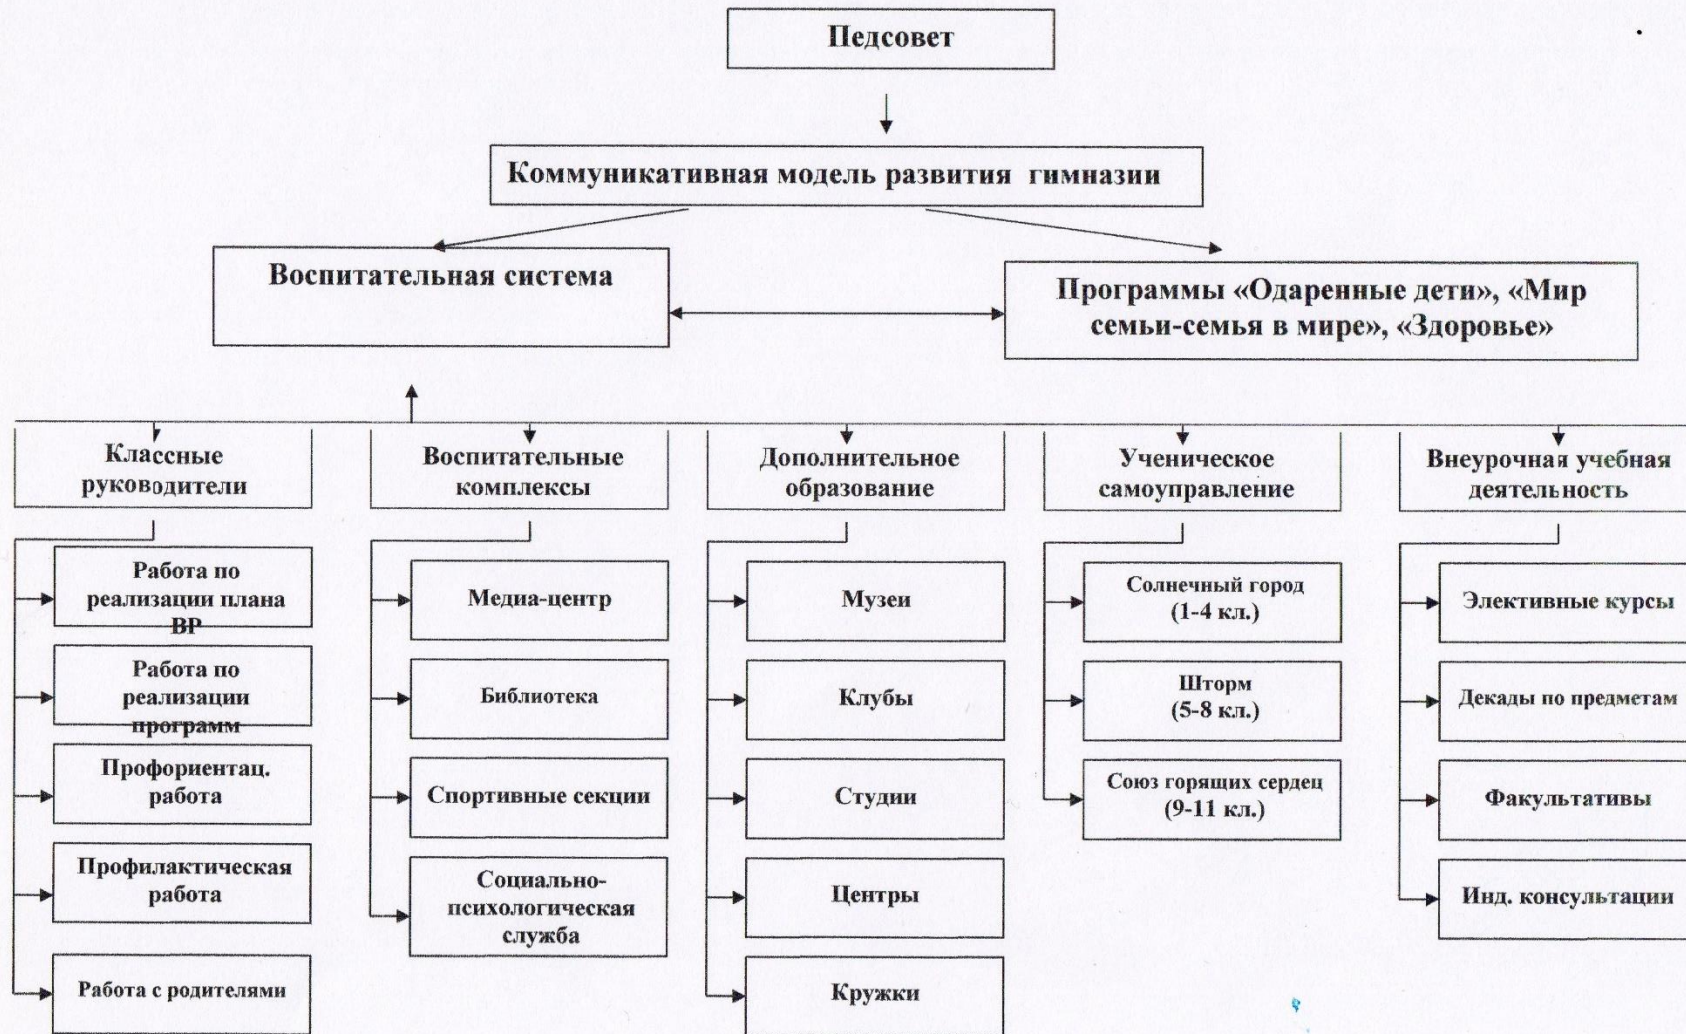 Педсовет
Коммуникативная модель развития гимназии
Воспитательная система
Программы «Одаренные дети», «Мир
семьи-семья в мире», «Здоровье»
Классные
руководители
Работа по
реализации плана
ВР
Работа по
реализации
программ
Профориентац.
работа
Профилактическая
работа
Работа с родителями
Воспитательные
комплексы
Медиа-центр
Библиотека
Спортивные секции
Социально-
психологическая
служба
Дополнительное
образование
Музеи
Клубы
Студии
Центры
Кружки
Ученическое
самоуправление
Солнечный город
(1-4 кл.)
Шторм
(5-8 кл.)
Союз горящих сердец
(9-11 кл.)
Внеурочная учебная
деятельность
Элективные курсы
Декады по предметам
Факультативы
Инд. консультации